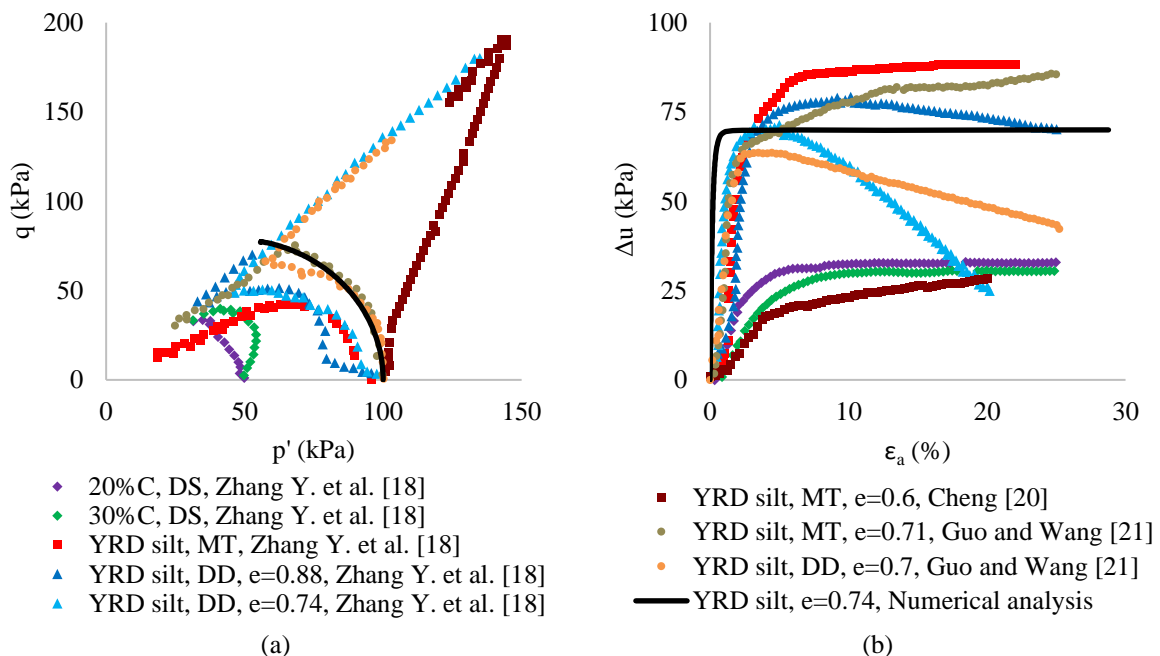 200
150
100
50
0
q (kPa)
0
50
100
150
p' (kPa)
100
75
50
25
0
Δu (kPa)
0
10
20
30
εa (%)
20%C, DS, Zhang Y. et al. [18]
30%C, DS, Zhang Y. et al. [18]
YRD silt, MT, Zhang Y. et al. [18]
YRD silt, DD, e=0.88, Zhang Y. et al. [18]
YRD silt, DD, e=0.74, Zhang Y. et al. [18]
YRD silt, MT, e=0.6, Cheng [20]
YRD silt, MT, e=0.71, Guo and Wang [21]
YRD silt, DD, e=0.7, Guo and Wang [21]
YRD silt, e=0.74, Numerical analysis
(a)
(b)